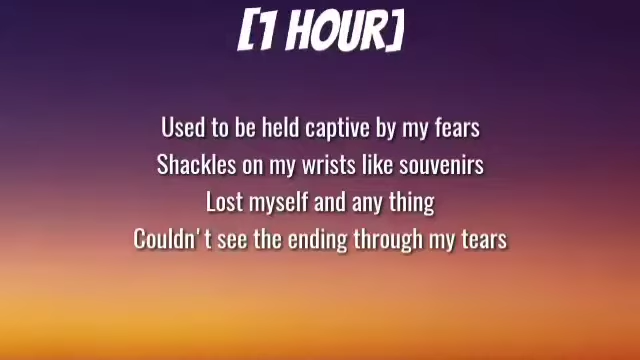 [1 HOUR]
Used to be held captive by my fears
Shackles on my wrists like souvenirs
Lost myself and any thing
Couldn't see the ending through my tears